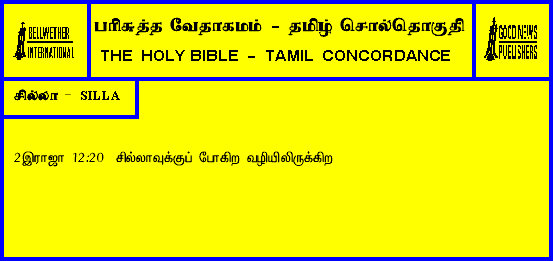 BELLWETHER
INTERNATIONAL
பரிசுத்த வேதாகமம் - தமிழ் சொல்தொகுதி
THE HOLY BIBLE - TAMIL CONCORDANCE
GOOD NEWS
PUBLISHERS
சில்லா - SILLA
2இராஜா 12:20 சில்லாவுக்குப் போகிற வழியிலிருக்கிற